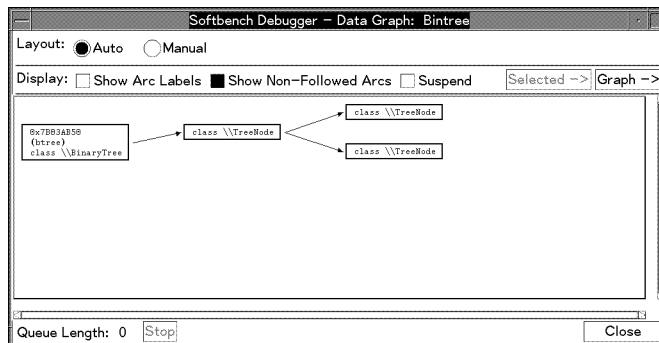 Softbench Debugger - Data Graph: Bintree
Layout: Auto Manual
Display: Show Arc Labels Show Non-Followed Arcs Suspend Selected -> Graph ->
class \\TreeNode
0x7B03AB50
(btree)
class \\BinaryTree
class \\TreeNode
class \\TreeNode
Queue Length: 0 Stop Close